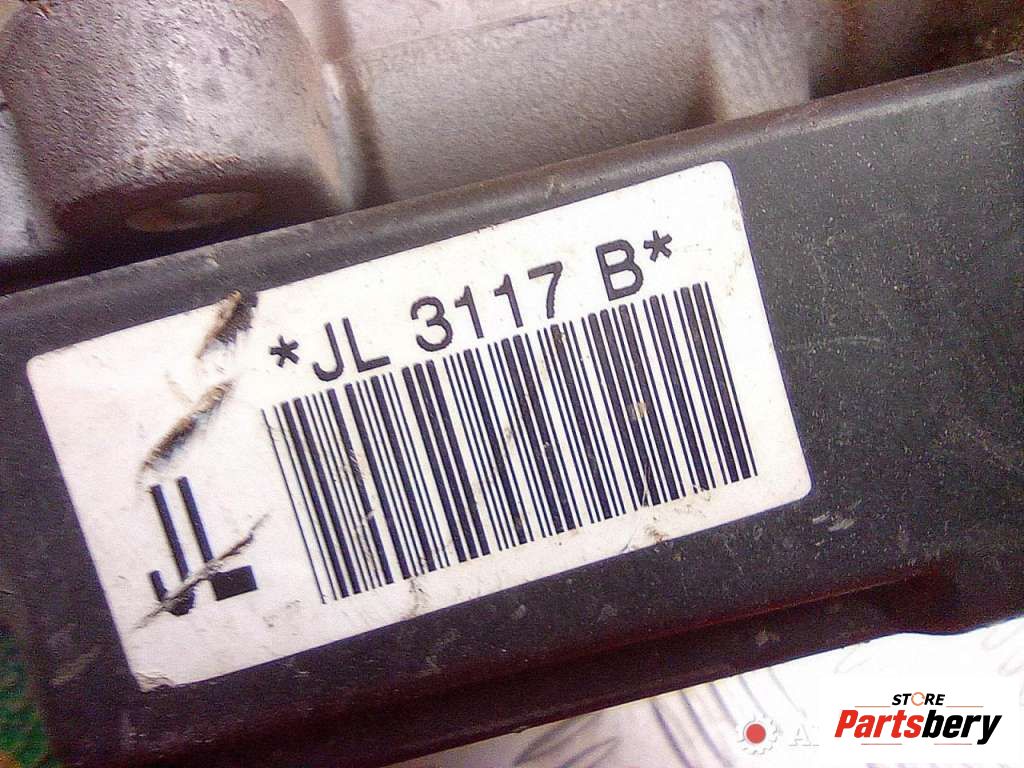 *JL 3117 B*
JL
STORE
Partsbery